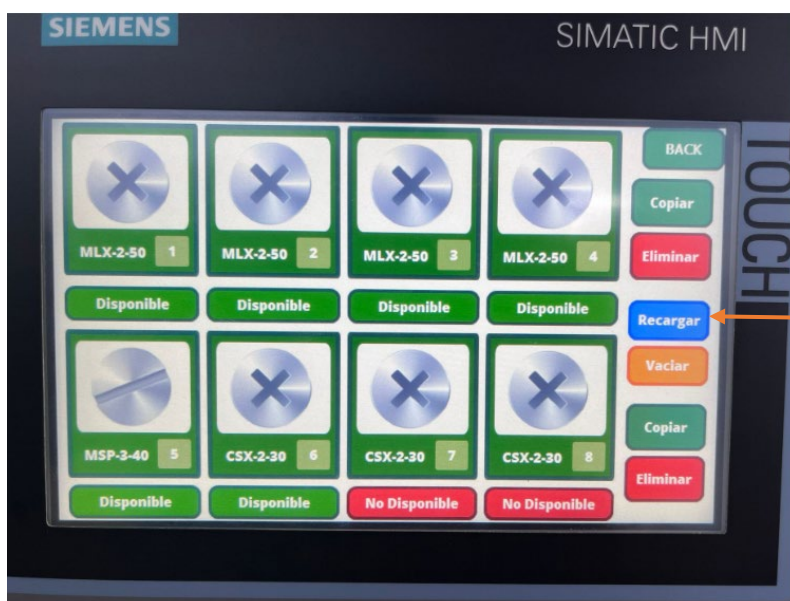 SIEMENS
SIMATIC HMI
TOUCH
BACK
MLX-2-50 1
MLX-2-50 2
MLX-2-50 3
MLX-2-50 4
Copiar
Eliminar
Disponible
Disponible
Disponible
Disponible
Recargar
Vaciar
MSP-3-40 5
CSX-2-30 6
CSX-2-30 7
CSX-2-30 8
Copiar
Eliminar
Disponible
Disponible
No Disponible
No Disponible